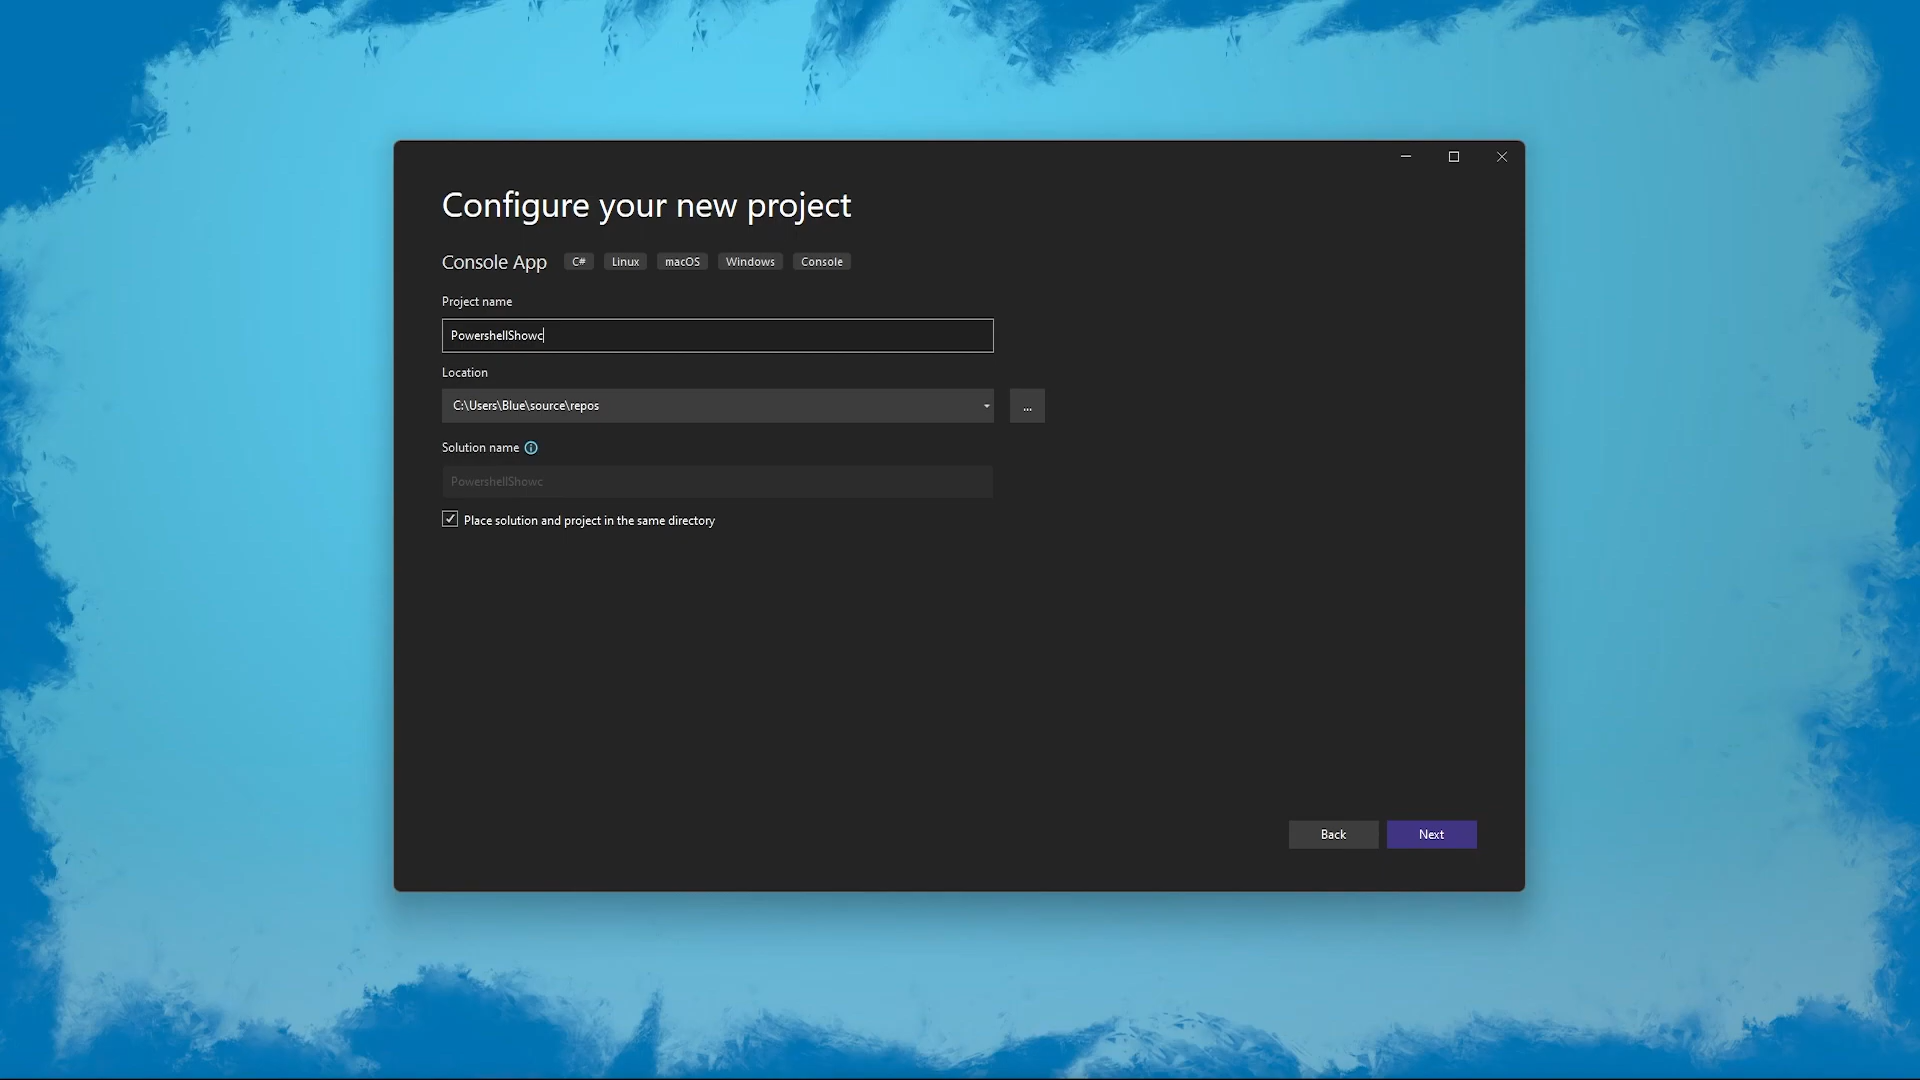 Configure your new project
Console App C# Linux macOS Windows Console
Project name
PowershellShowc
Location
C:\Users\Blue\source\repos
...
Solution name
PowershellShowc
Place solution and project in the same directory
Back Next